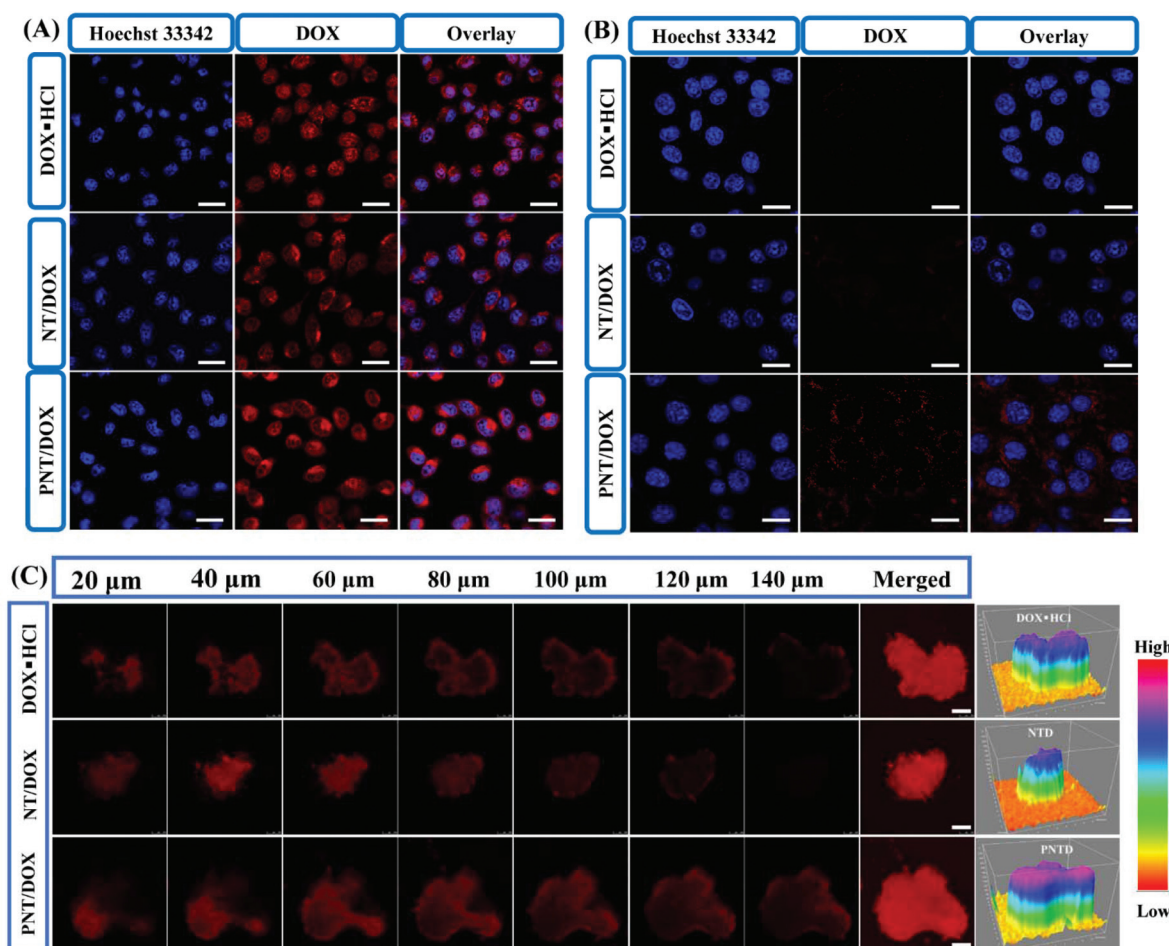 (A)
Hoechst 33342 DOX Overlay
DOX▪HCl
NT/DOX
PNT/DOX
(B)
Hoechst 33342 DOX Overlay
DOX▪HCl
NT/DOX
PNT/DOX
(C)
20 μm 40 μm 60 μm 80 μm 100 μm 120 μm 140 μm Merged
DOX▪HCl
DOX▪HCl
NT/DOX
NTD
PNT/DOX
PNTD
High
Low